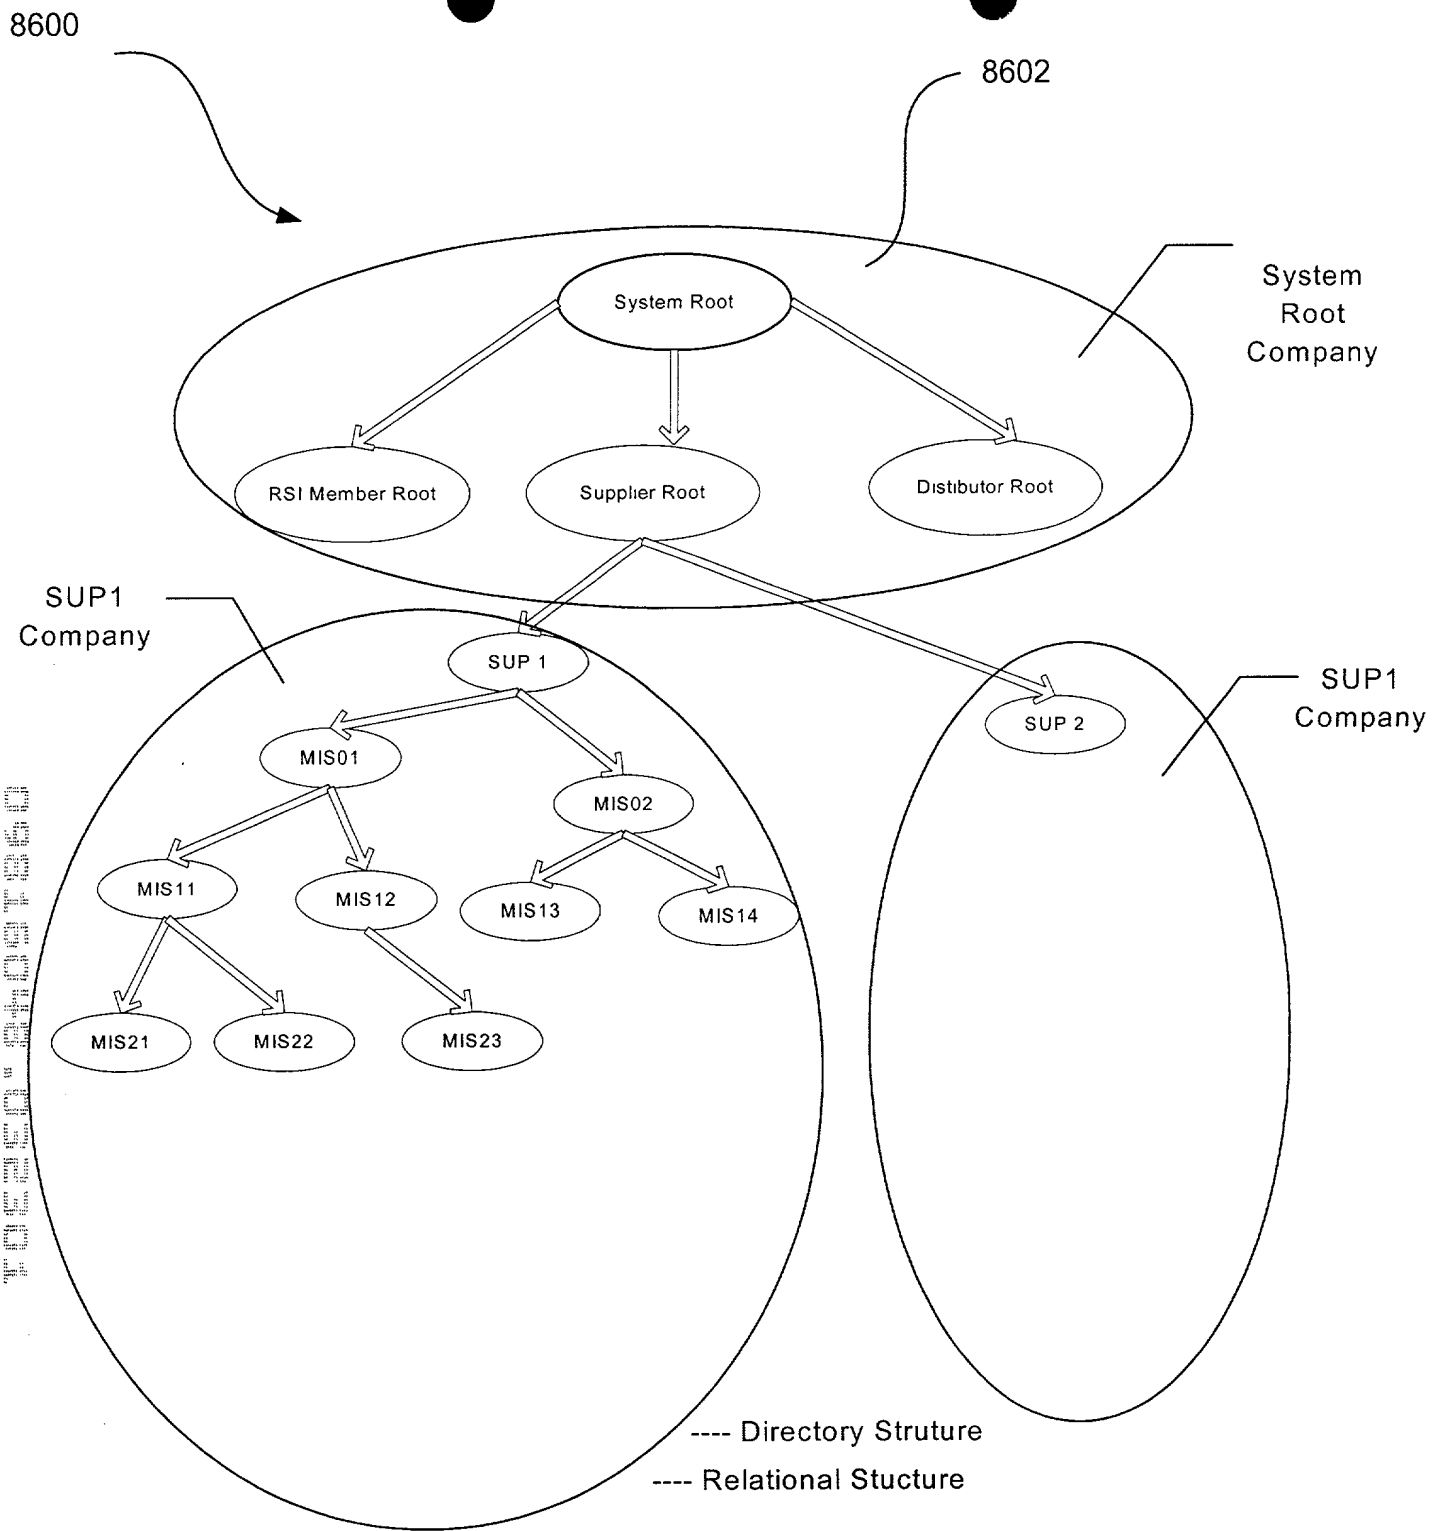 8600
8602
System
Root
Company
System Root
RSI Member Root
Supplier Root
Distibutor Root
SUP1
Company
SUP 1
SUP1
Company
SUP 2
MIS01
MIS02
MIS11
MIS12
MIS13
MIS14
MIS21
MIS22
MIS23
---- Directory Struture
---- Relational Stucture